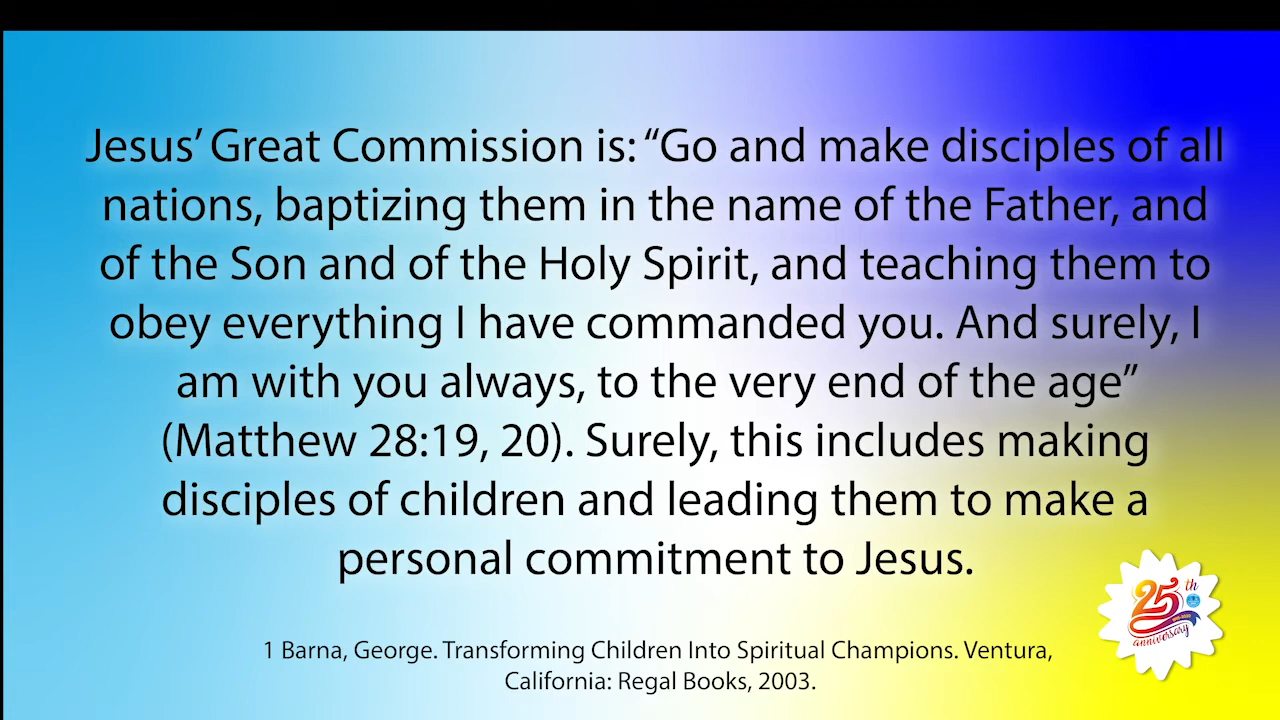 Jesus’ Great Commission is: “Go and make disciples of all
nations, baptizing them in the name of the Father, and
of the Son and of the Holy Spirit, and teaching them to
obey everything I have commanded you. And surely, I
am with you always, to the very end of the age”
(Matthew 28:19, 20). Surely, this includes making
disciples of children and leading them to make a
personal commitment to Jesus.
1 Barna, George. Transforming Children Into Spiritual Champions. Ventura,
California: Regal Books, 2003.
25th
anniversary